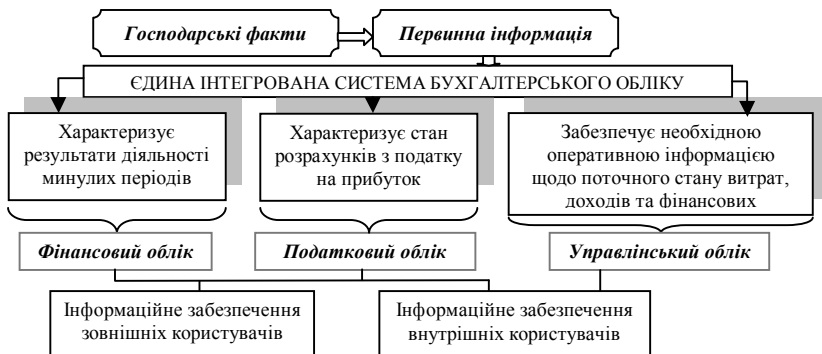 Господарські факти
Первинна інформація
ЄДИНА ІНТЕГРОВАНА СИСТЕМА БУХГАЛТЕРСЬКОГО ОБЛІКУ
Характеризує
результати діяльності
минулих періодів
Характеризує стан
розрахунків з податку
на прибуток
Забезпечує необхідною
оперативною інформацією
щодо поточного стану витрат,
доходів та фінансових
Фінансовий облік
Податковий облік
Управлінський облік
Інформаційне забезпечення
зовнішніх користувачів
Інформаційне забезпечення
внутрішніх користувачів